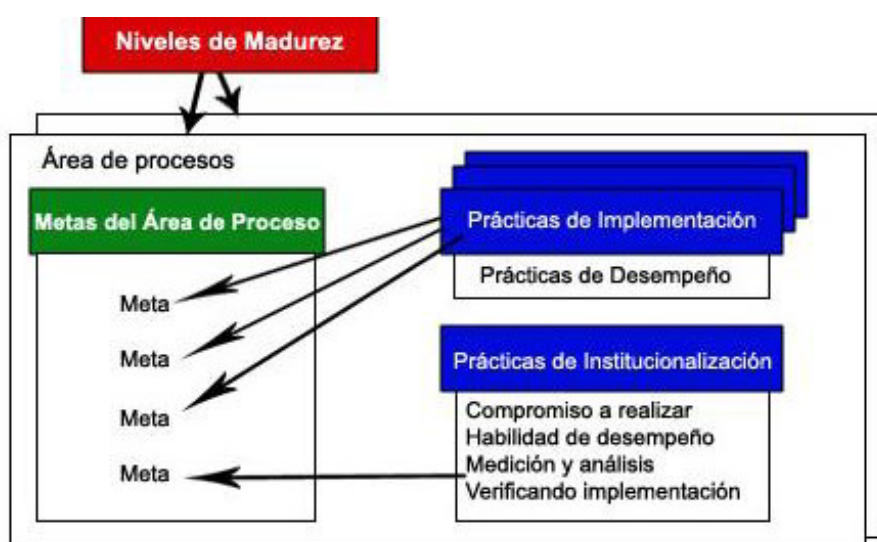 Niveles de Madurez
Área de procesos
Metas del Área de Proceso
Meta
Meta
Meta
Meta
Prácticas de Implementación
Prácticas de Desempeño
Prácticas de Institucionalización
Compromiso a realizar
Habilidad de desempeño
Medición y análisis
Verificando implementación